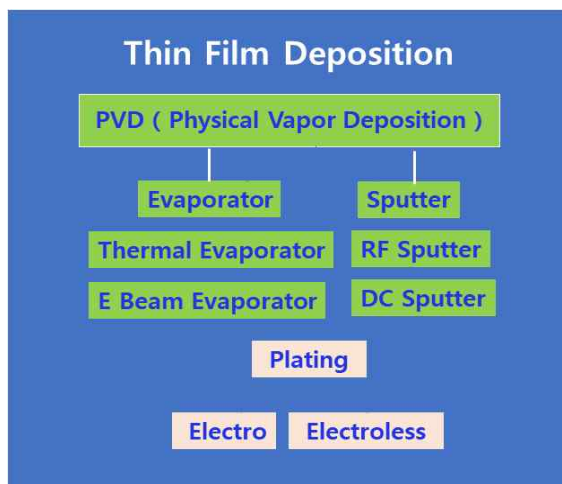 Thin Film Deposition
PVD ( Physical Vapor Deposition )
Evaporator Sputter
Thermal Evaporator RF Sputter
E Beam Evaporator DC Sputter
Plating
Electro Electroless